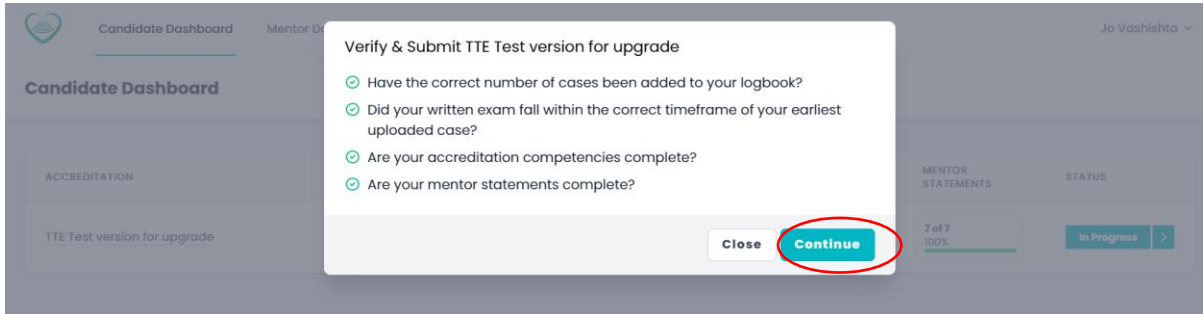 Candidate Dashboard
Mentor Da
Jo Vashishta
Candidate Dashboard
Verify & Submit TTE Test version for upgrade
Have the correct number of cases been added to your logbook?
Did your written exam fall within the correct timeframe of your earliest
uploaded case?
Are your accreditation competencies complete?
Are your mentor statements complete?
Close
Continue
ACCREDITATION
MENTOR
STATEMENTS
STATUS
TTE Test version for upgrade
7 of 7
100%
In Progress